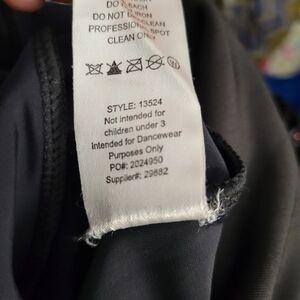 DO NOT IRON
PROFESSIONAL CLEAN
CLEAN ON SPOT
STYLE: 13524
Not intended for
children under 3
Intended for Dancewear
Purposes Only
PO#: 2024950
Supplier#: 29882